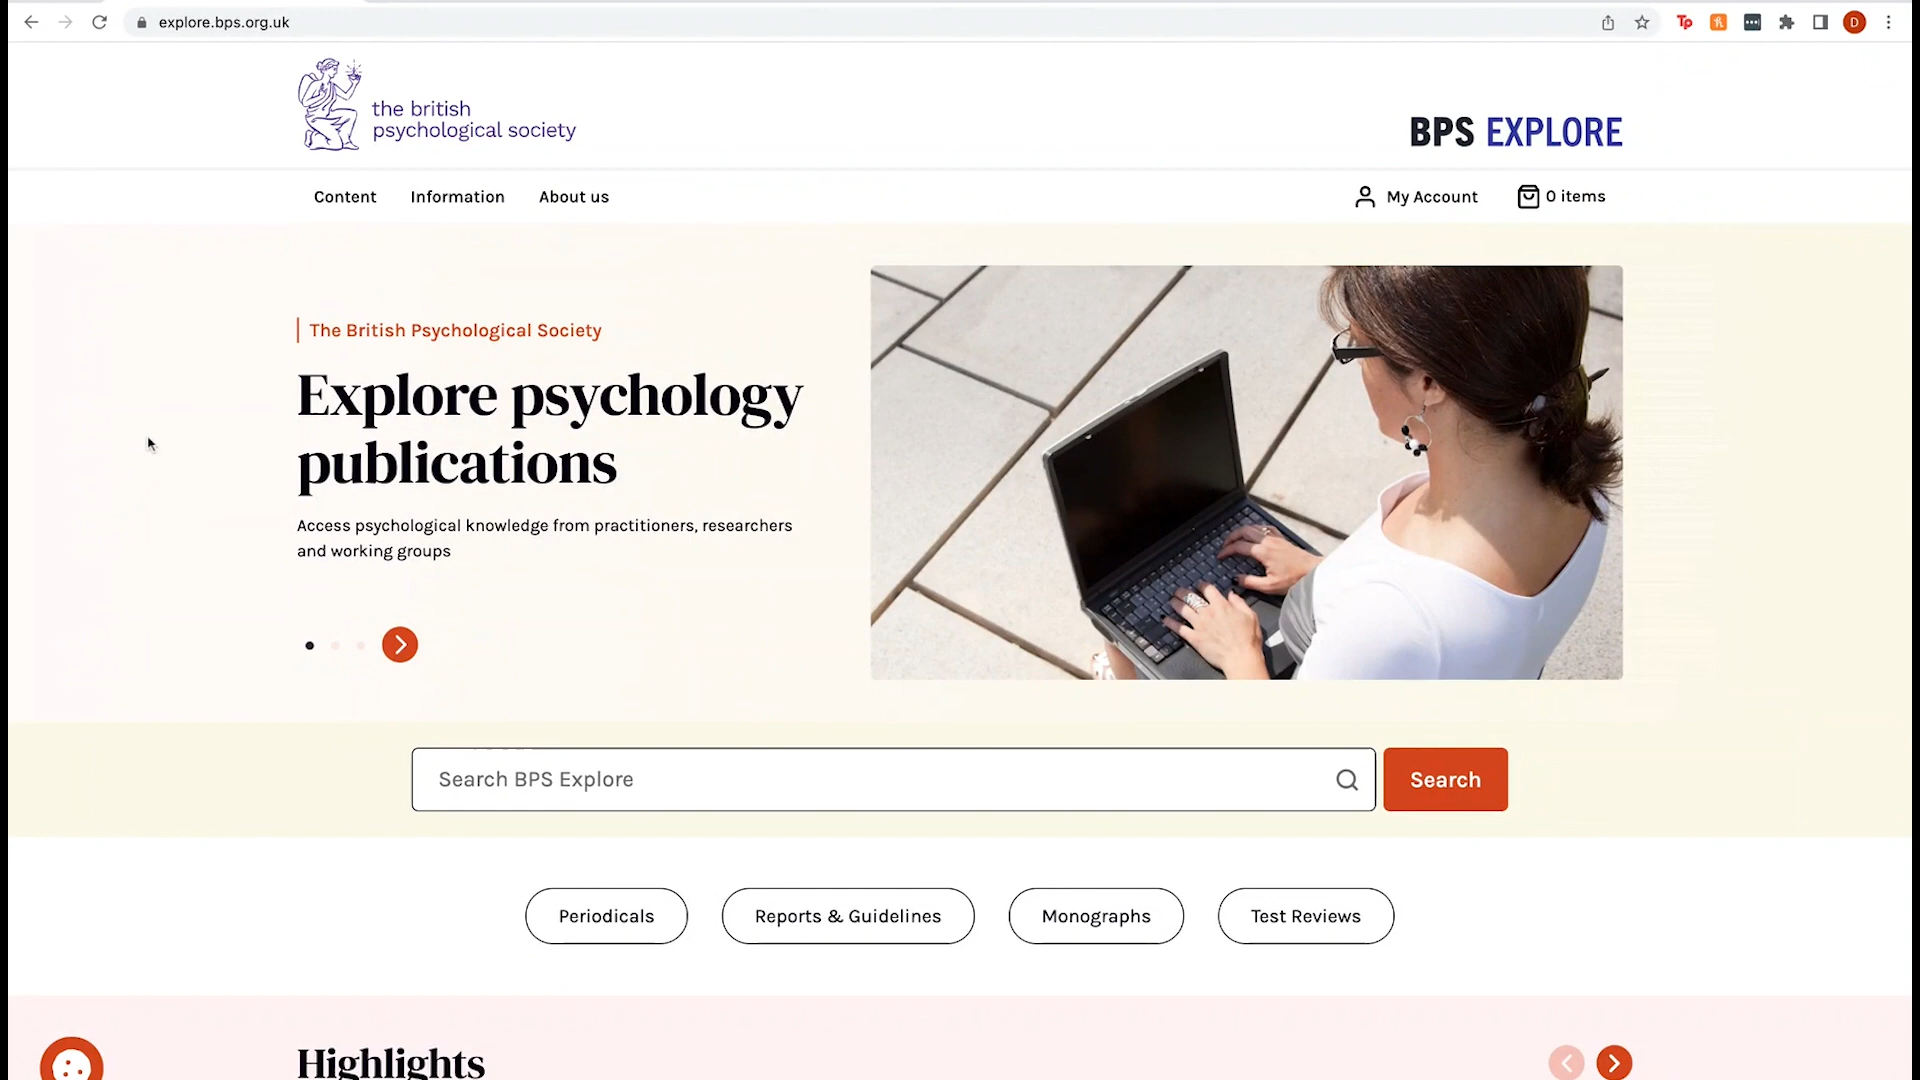 explore.bps.org.uk
D
the british
psychological society
BPS EXPLORE
Content
Information
About us
My Account
0 items
The British Psychological Society
Explore psychology
publications
Access psychological knowledge from practitioners, researchers
and working groups
Search BPS Explore
Search
Periodicals
Reports & Guidelines
Monographs
Test Reviews
Highlights